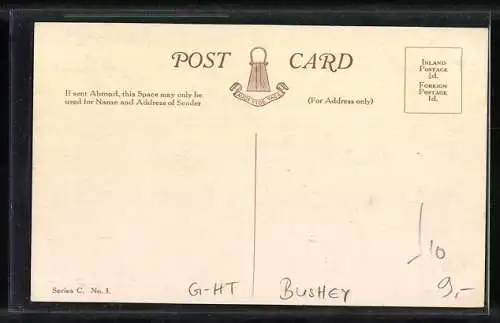 POST CARD
If sent Abroad, this Space may only be
used for Name and Address of Sender
(For Address only)
INLAND
POSTAGE
½d.
FOREIGN
POSTAGE
1d.
10
9,-
Series C. No. 3.
G-HT
BUSHEY